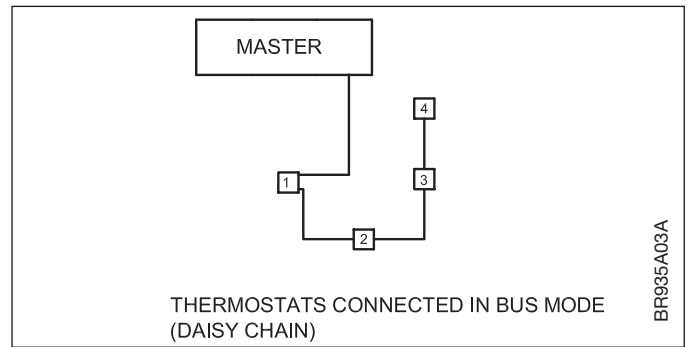 MASTER
4
1
3
2
THERMOSTATS CONNECTED IN BUS MODE
(DAISY CHAIN)
BR935A03A